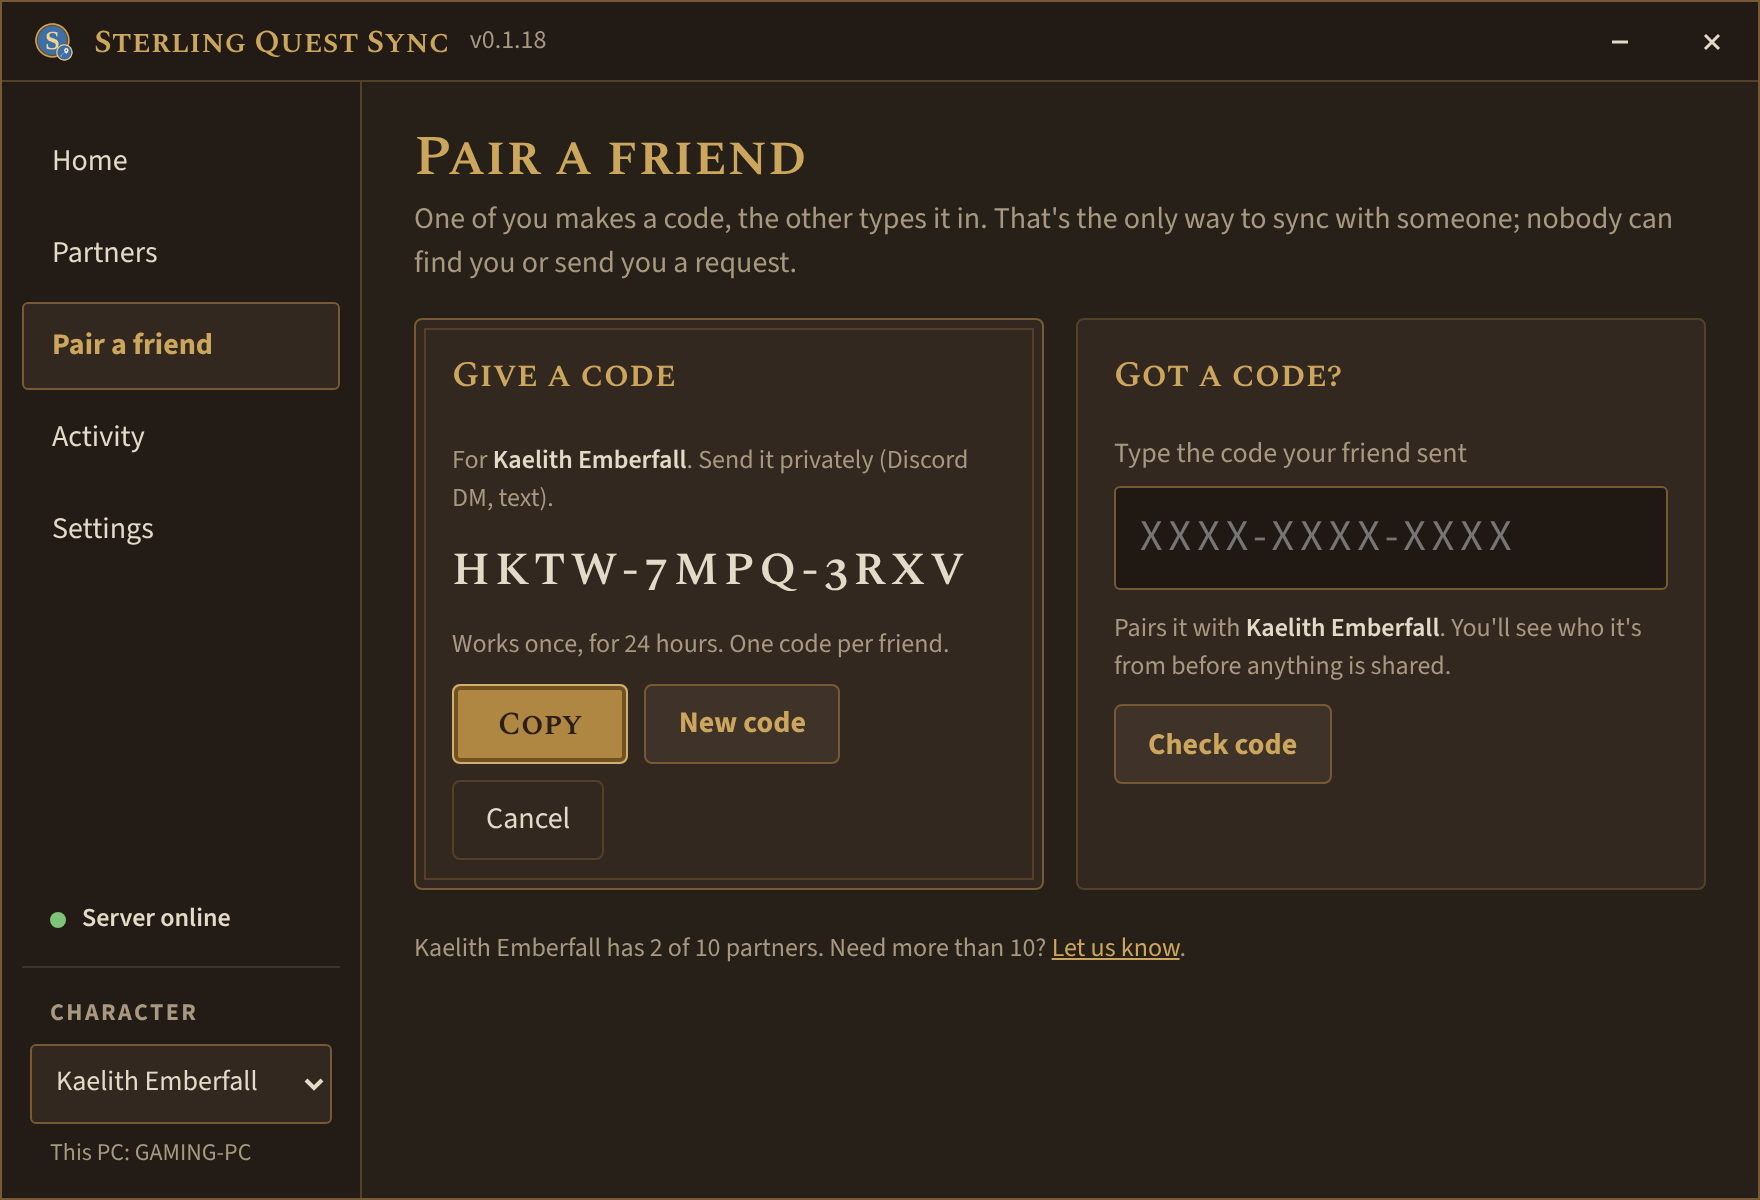 Sterling Quest Sync v0.1.18
Home
Partners
Pair a friend
Activity
Settings
Server online
CHARACTER
Kaelith Emberfall
This PC: GAMING-PC
Pair a friend
One of you makes a code, the other types it in. That's the only way to sync with someone; nobody can
find you or send you a request.
Give a code
For Kaelith Emberfall. Send it privately (Discord
DM, text).
HKTW-7MPQ-3RXV
Works once, for 24 hours. One code per friend.
Copy
New code
Cancel
Got a code?
Type the code your friend sent
XXXX-XXXX-XXXX
Pairs it with Kaelith Emberfall. You'll see who it's
from before anything is shared.
Check code
Kaelith Emberfall has 2 of 10 partners. Need more than 10? Let us know.